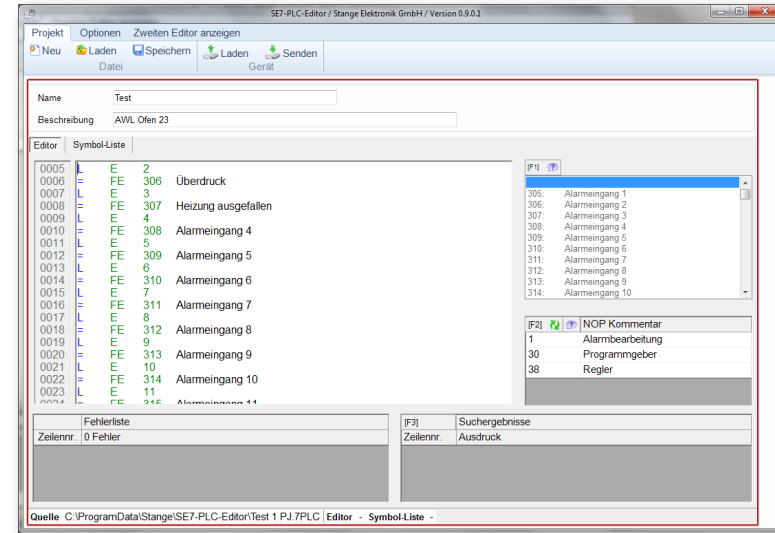 SE7-PLC-Editor / Stange Elektronik GmbH / Version 0.9.0.1
Projekt Optionen Zweiten Editor anzeigen
Neu Laden Speichern Laden Senden
Datei Gerät
Name Test
Beschreibung AWL Ofen 23
Editor Symbol-Liste
0005 L E 2
0006 = FE 306 Überdruck
0007 L E 3
0008 = FE 307 Heizung ausgefallen
0009 L E 4
0010 = FE 308 Alarmeingang 4
0011 L E 5
0012 = FE 309 Alarmeingang 5
0013 L E 6
0014 = FE 310 Alarmeingang 6
0015 L E 7
0016 = FE 311 Alarmeingang 7
0017 L E 8
0018 = FE 312 Alarmeingang 8
0019 L E 9
0020 = FE 313 Alarmeingang 9
0021 L E 10
0022 = FE 314 Alarmeingang 10
0023 L E 11
0024 = FE 315 Alarmeingang 11
[F1]
305: Alarmeingang 1
306: Alarmeingang 2
307: Alarmeingang 3
308: Alarmeingang 4
309: Alarmeingang 5
310: Alarmeingang 6
311: Alarmeingang 7
312: Alarmeingang 8
313: Alarmeingang 9
314: Alarmeingang 10
[F2] NOP Kommentar
1 Alarmbearbeitung
30 Programmgeber
38 Regler
Fehlerliste
Zeilennr. 0 Fehler
[F3] Suchergebnisse
Zeilennr. Ausdruck
Quelle C:\ProgramData\Stange\SE7-PLC-Editor\Test 1 PJ.7PLC Editor - Symbol-Liste -